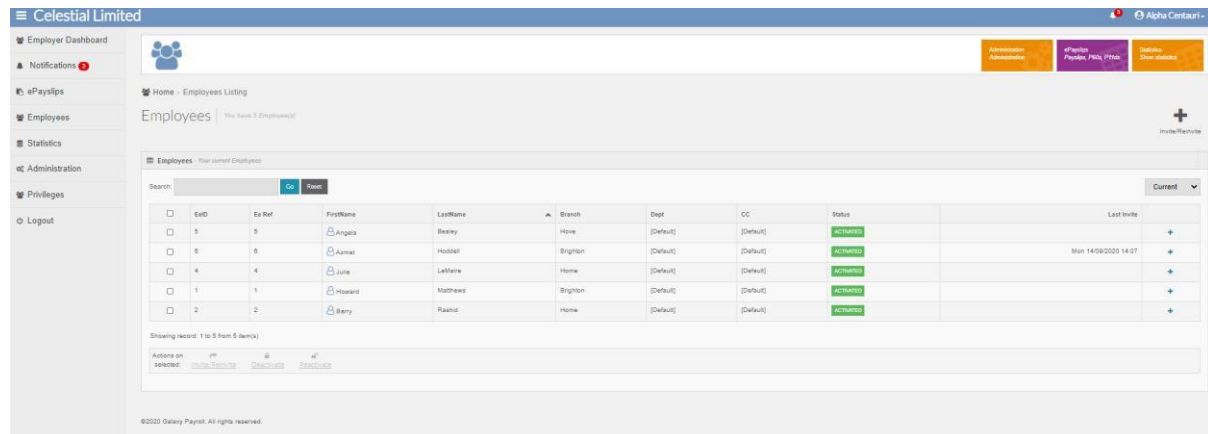 Celestial Limited 3 Alpha Centauri
Employer Dashboard
Notifications 3
ePayslips
Employees
Statistics
Administration
Privileges
Logout
Administration
Administration
ePayslips
Payslips, P60s, P11ds
Statistics
Show statistics
Home › Employees Listing
Employees You have 5 Employee(s)
Invite/Reinvite
Employees - Your current Employees
Search: Go Reset Current
EeID Ee Ref FirstName LastName Branch Dept CC Status Last Invite
5 5 Angela Bealey Hove [Default] [Default] ACTIVATED +
6 6 Azmat Hoddell Brighton [Default] [Default] ACTIVATED Mon 14/09/2020 14:07 +
4 4 Julie LeMaire Home [Default] [Default] ACTIVATED +
1 1 Howard Matthews Brighton [Default] [Default] ACTIVATED +
2 2 Barry Rashid Home [Default] [Default] ACTIVATED +
Showing record: 1 to 5 from 5 item(s)
Actions on
selected: Invite/Reinvite Deactivate Reactivate
©2020 Galaxy Payroll. All rights reserved.